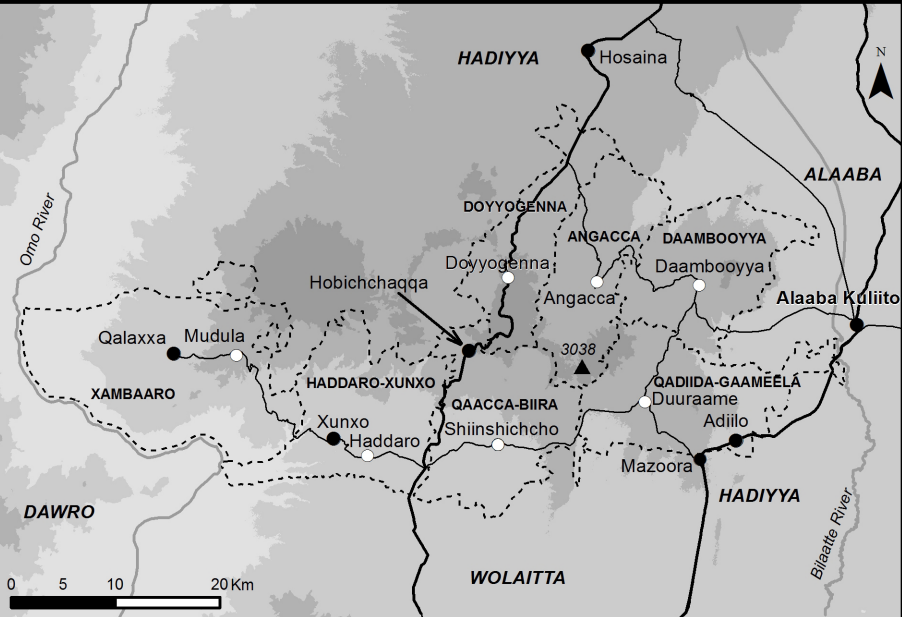 HADIYYA
Hosaina
N
ALAABA
Omo River
DOYYOGENNA
ANGACCA
DAAMBOOYYA
Doyyogenna
Daambooyya
Hobichchaqqa
Angacca
Alaaba Kuliito
Qalaxxa
Mudula
3038
XAMBAARO
HADDARO-XUNXO
QADIIDA-GAAMEELA
QAACCA-BIIRA
Duuraame
Xunxo
Haddaro
Shiinshichcho
Adiilo
Mazoora
HADIYYA
DAWRO
Bilaatte River
WOLAITTA
0 5 10 20 Km